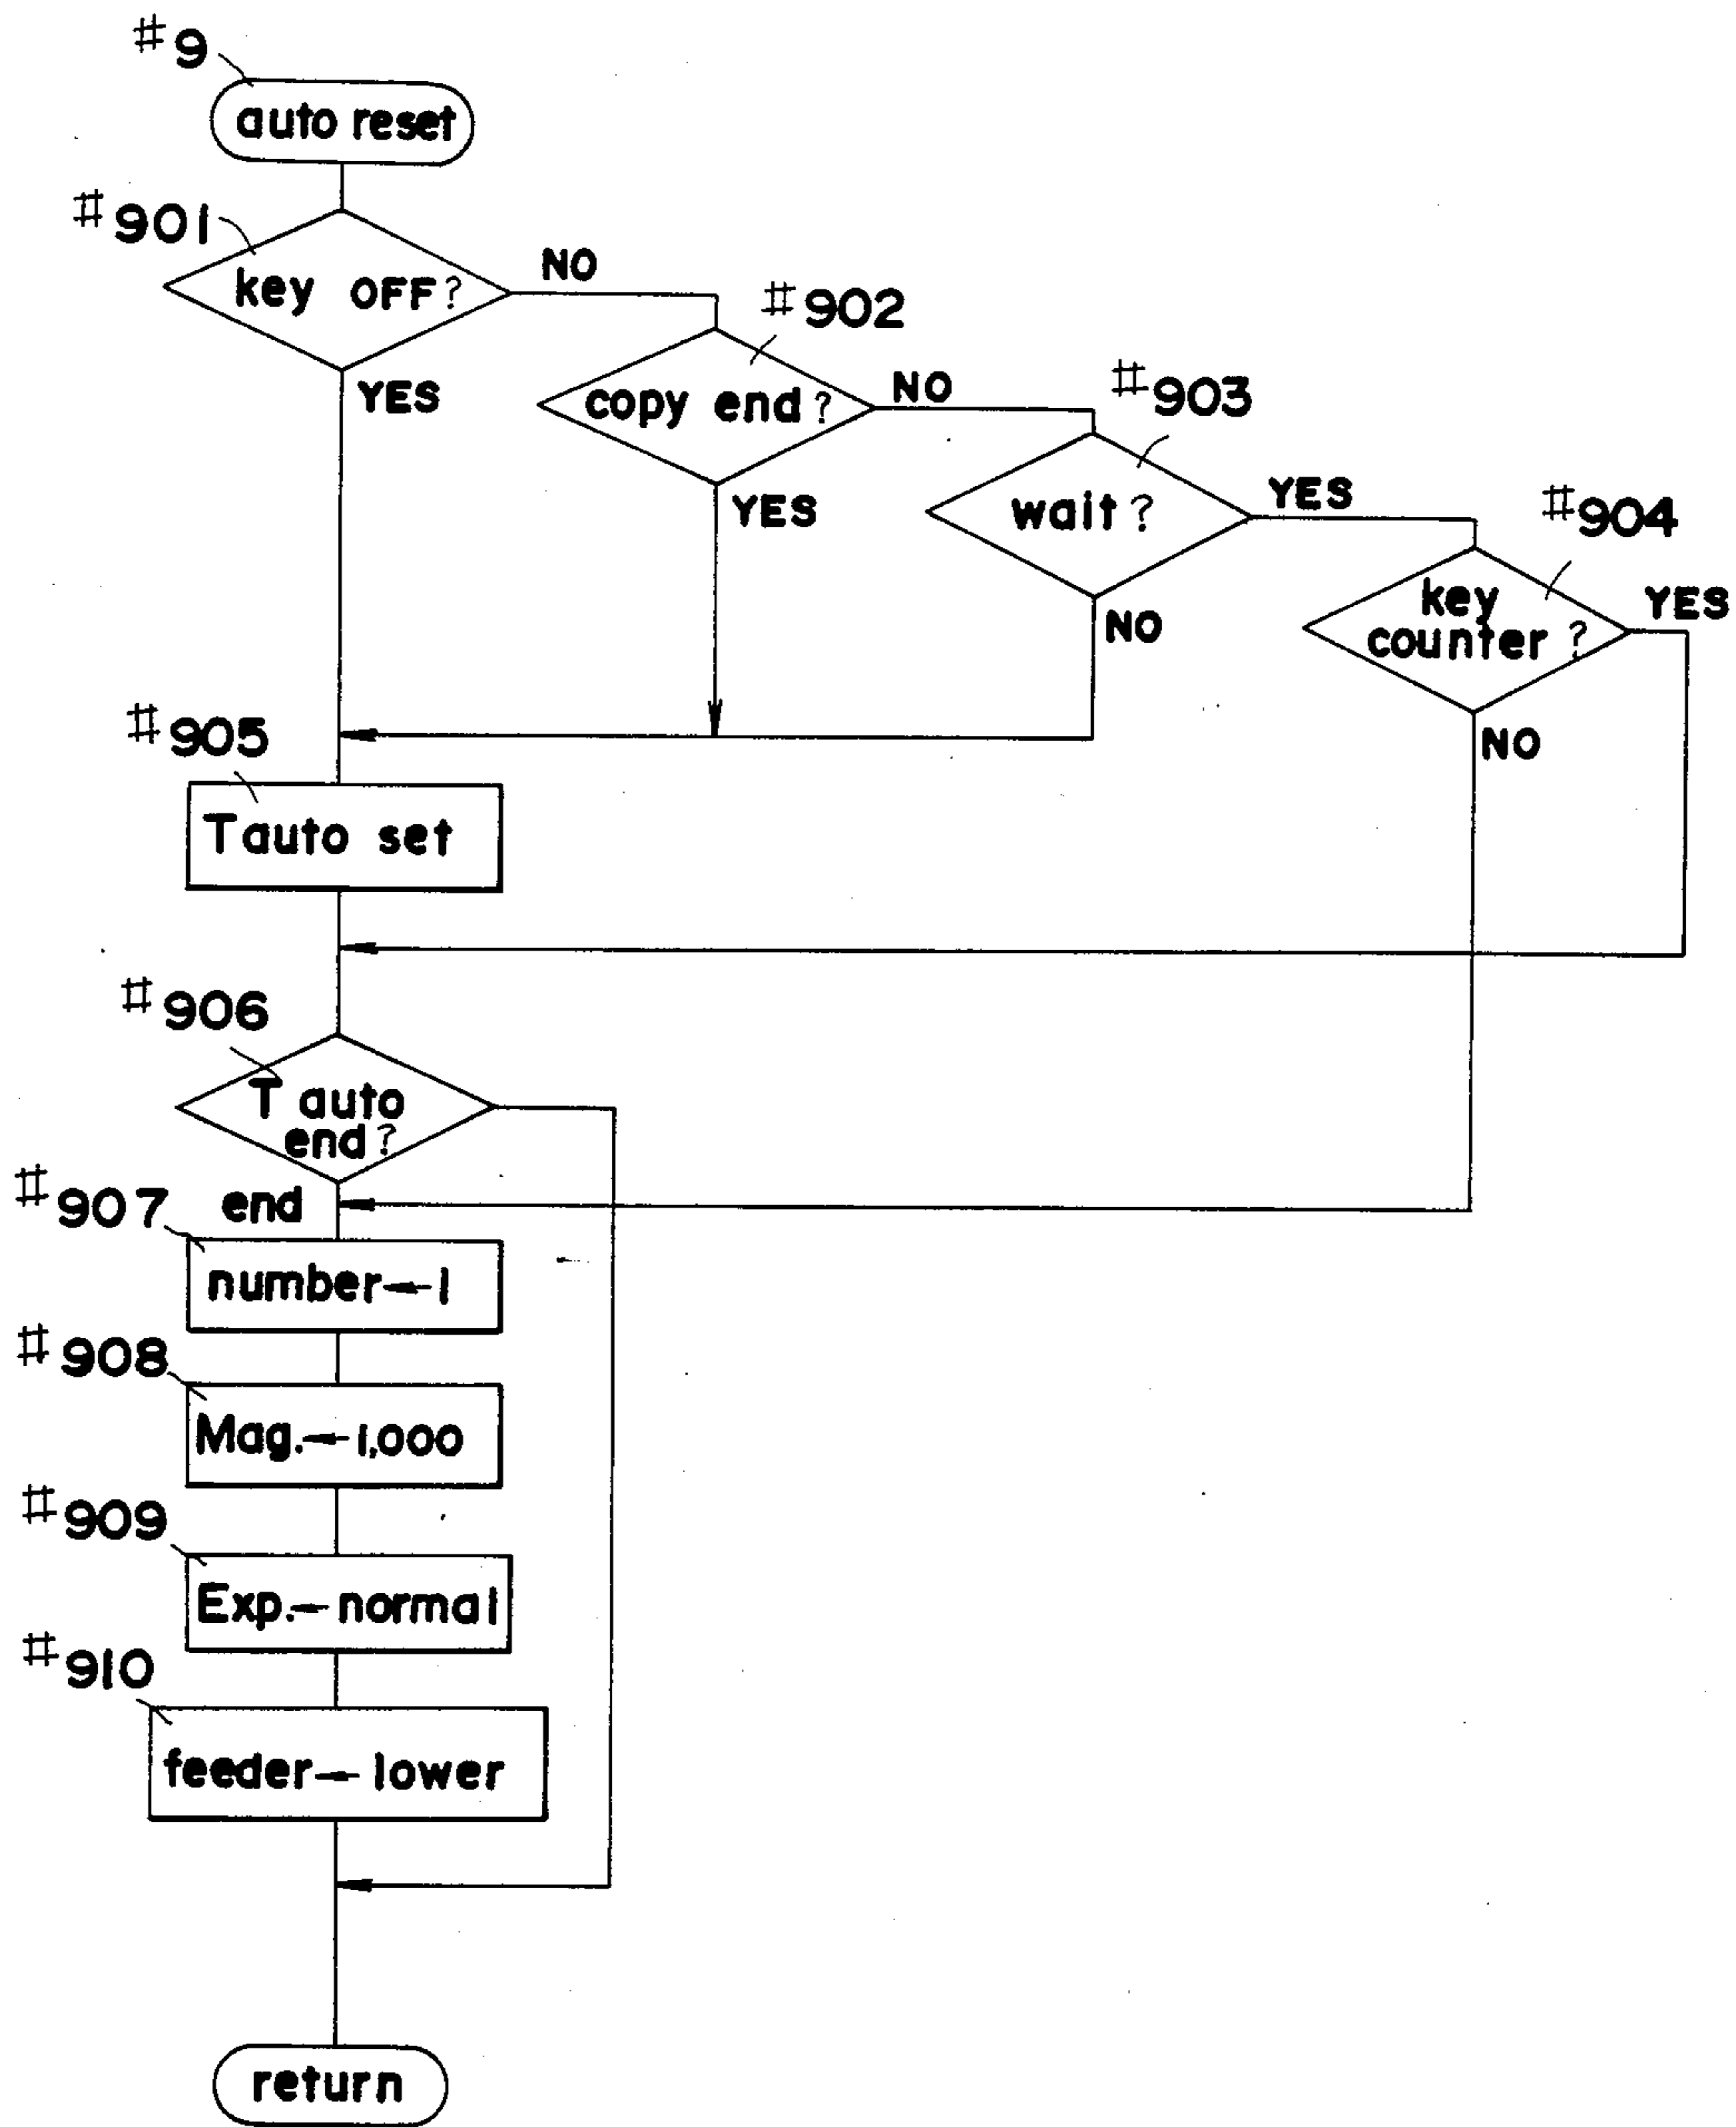 #9
auto reset
#901
key OFF?
NO
YES
#902
copy end?
NO
YES
#903
wait?
YES
NO
#904
key
counter?
YES
NO
#905
Tauto set
#906
T auto
end?
end
#907
number←1
#908
Mag.←1,000
#909
Exp.←normal
#910
feeder←lower
return